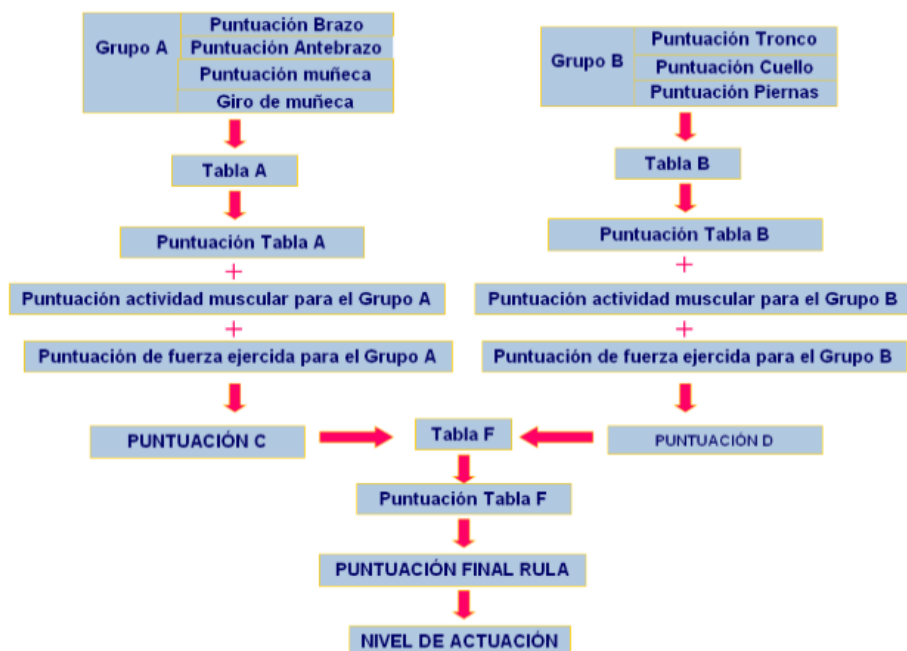 Grupo A
Puntuación Brazo
Puntuación Antebrazo
Puntuación muñeca
Giro de muñeca
Grupo B
Puntuación Tronco
Puntuación Cuello
Puntuación Piernas
Tabla A
Tabla B
Puntuación Tabla A
Puntuación Tabla B
+
+
Puntuación actividad muscular para el Grupo A
Puntuación actividad muscular para el Grupo B
+
+
Puntuación de fuerza ejercida para el Grupo A
Puntuación de fuerza ejercida para el Grupo B
PUNTUACIÓN C
Tabla F
PUNTUACIÓN D
Puntuación Tabla F
PUNTUACIÓN FINAL RULA
NIVEL DE ACTUACIÓN